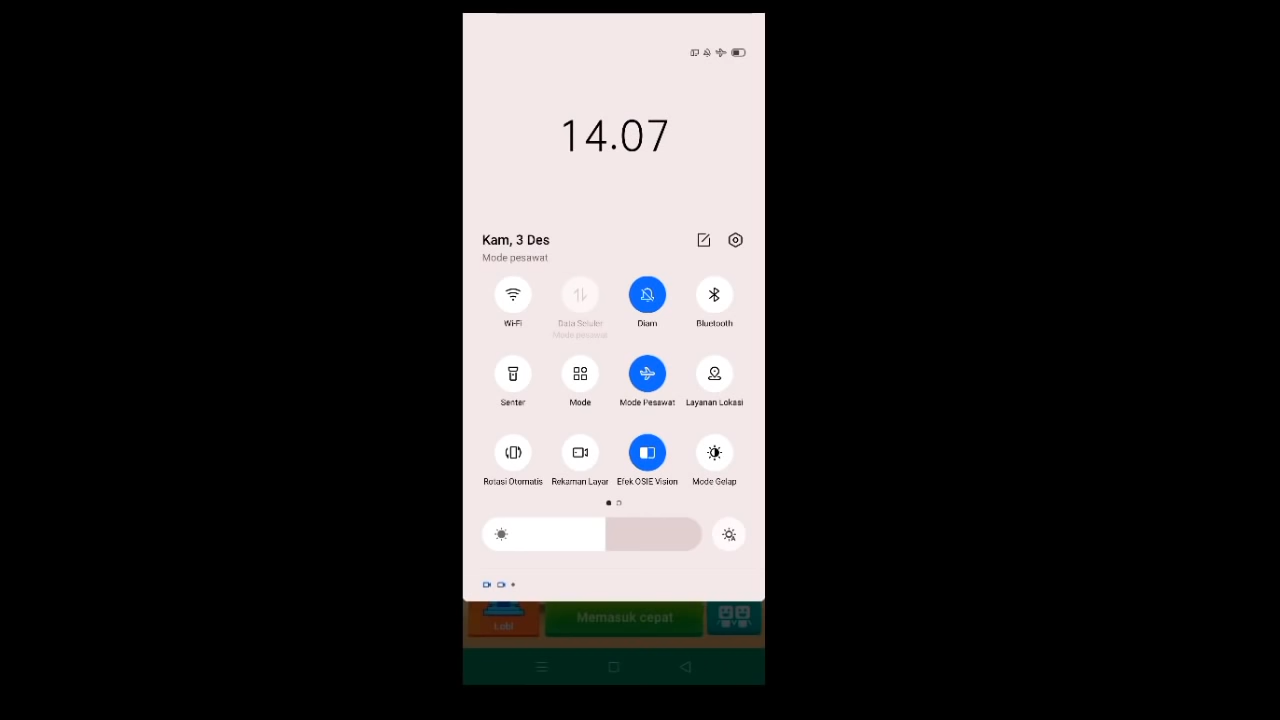 14.07
Kam, 3 Des
Mode pesawat
Wi-Fi
Data Seluler
Mode pesawat
Diam
Bluetooth
Senter
Mode
Mode Pesawat
Layanan Lokasi
Rotasi Otomatis
Rekaman Layar
Efek OSIE Vision
Mode Gelap
Lobi
Memasuk cepat